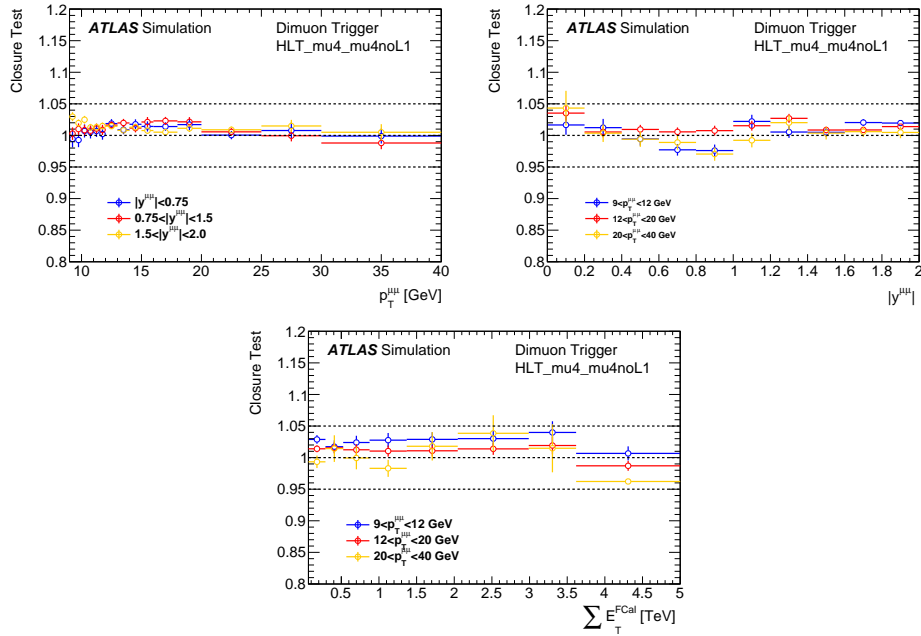 Closure Test
1.2
1.15
1.1
1.05
1
0.95
0.9
0.85
0.8
ATLAS Simulation
Dimuon Trigger
HLT_mu4_mu4noL1
|y^μμ|<0.75
0.75<|y^μμ|<1.5
1.5<|y^μμ|<2.0
10 15 20 25 30 35 40
p_T^μμ [GeV]
Closure Test
1.2
1.15
1.1
1.05
1
0.95
0.9
0.85
0.8
ATLAS Simulation
Dimuon Trigger
HLT_mu4_mu4noL1
9<p_T^μμ<12 GeV
12<p_T^μμ<20 GeV
20<p_T^μμ<40 GeV
0 0.2 0.4 0.6 0.8 1 1.2 1.4 1.6 1.8 2
|y^μμ|
Closure Test
1.2
1.15
1.1
1.05
1
0.95
0.9
0.85
0.8
ATLAS Simulation
Dimuon Trigger
HLT_mu4_mu4noL1
9<p_T^μμ<12 GeV
12<p_T^μμ<20 GeV
20<p_T^μμ<40 GeV
0.5 1 1.5 2 2.5 3 3.5 4 4.5 5
∑ E_T^FCal [TeV]